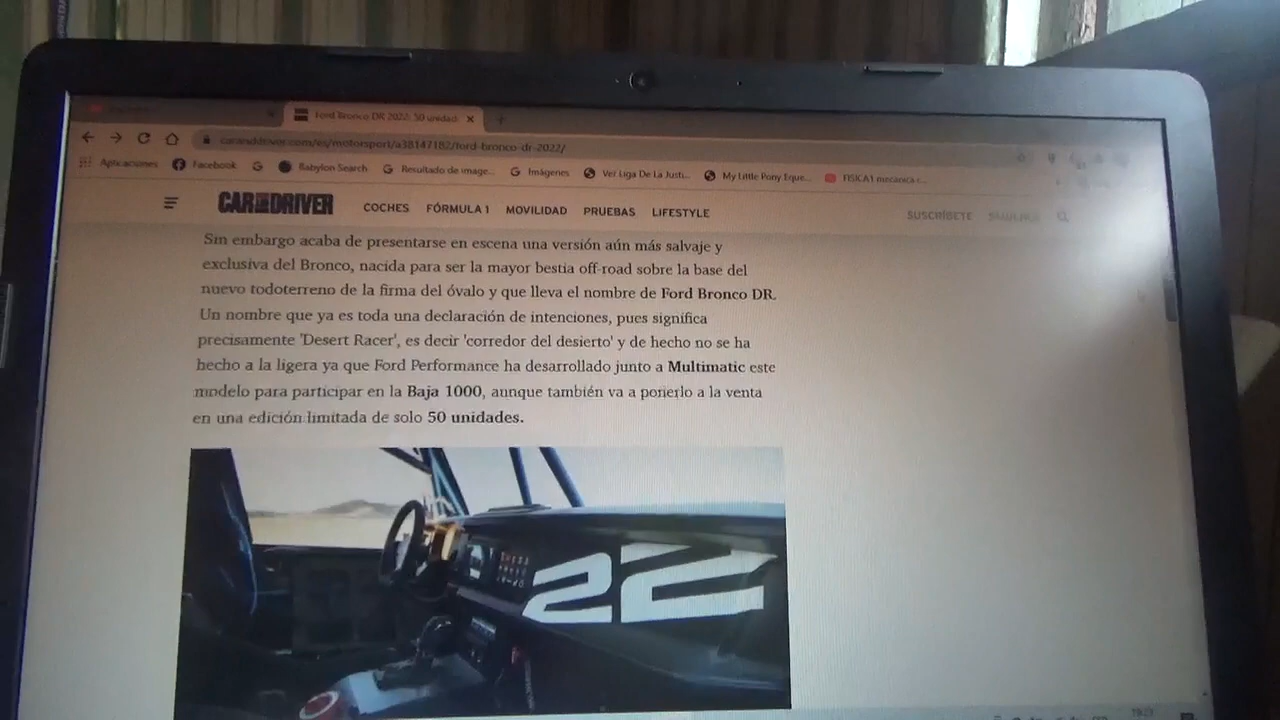 Ford Bronco DR 2022: 50 unidad
caranddriver.com/es/motorsport/a38147182/ford-bronco-dr-2022/
Aplicaciones Facebook G Babylon Search Resultado de image... Imágenes Ver Liga De La Justi... My Little Pony Eque... FISICA1 mecanica r...
CAR AND DRIVER COCHES FÓRMULA 1 MOVILIDAD PRUEBAS LIFESTYLE SUSCRÍBETE
Sin embargo acaba de presentarse en escena una versión aún más salvaje y
exclusiva del Bronco, nacida para ser la mayor bestia off-road sobre la base del
nuevo todoterreno de la firma del óvalo y que lleva el nombre de Ford Bronco DR.
Un nombre que ya es toda una declaración de intenciones, pues significa
precisamente 'Desert Racer', es decir 'corredor del desierto' y de hecho no se ha
hecho a la ligera ya que Ford Performance ha desarrollado junto a Multimatic este
modelo para participar en la Baja 1000, aunque también va a ponerlo a la venta
en una edición limitada de solo 50 unidades.
22